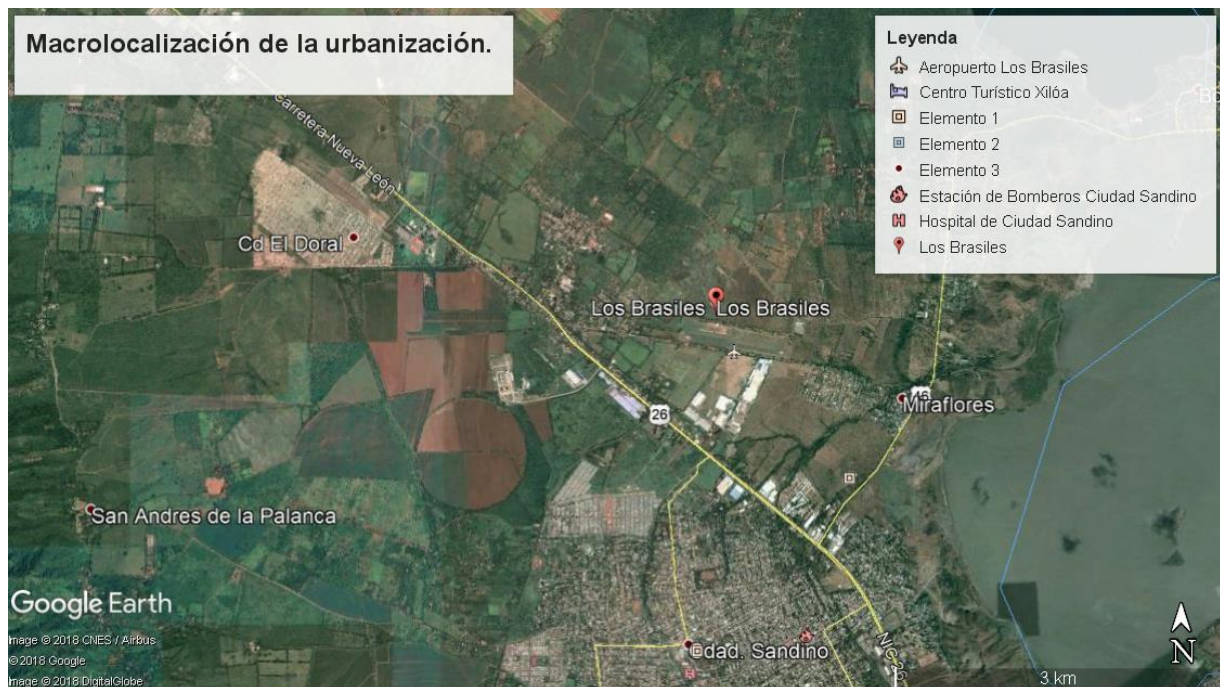 Macrolocalización de la urbanización.
Leyenda
Aeropuerto Los Brasiles
Centro Turístico Xilóa
Elemento 1
Elemento 2
Elemento 3
Estación de Bomberos Ciudad Sandino
Hospital de Ciudad Sandino
Los Brasiles
Carretera Nueva León
Cd El Doral
Los Brasiles Los Brasiles
26
Miraflores
San Andres de la Palanca
Google Earth
Image © 2018 CNES / Airbus
© 2018 Google
Image © 2018 DigitalGlobe
Cdad. Sandino
NIC-26
3 km
N